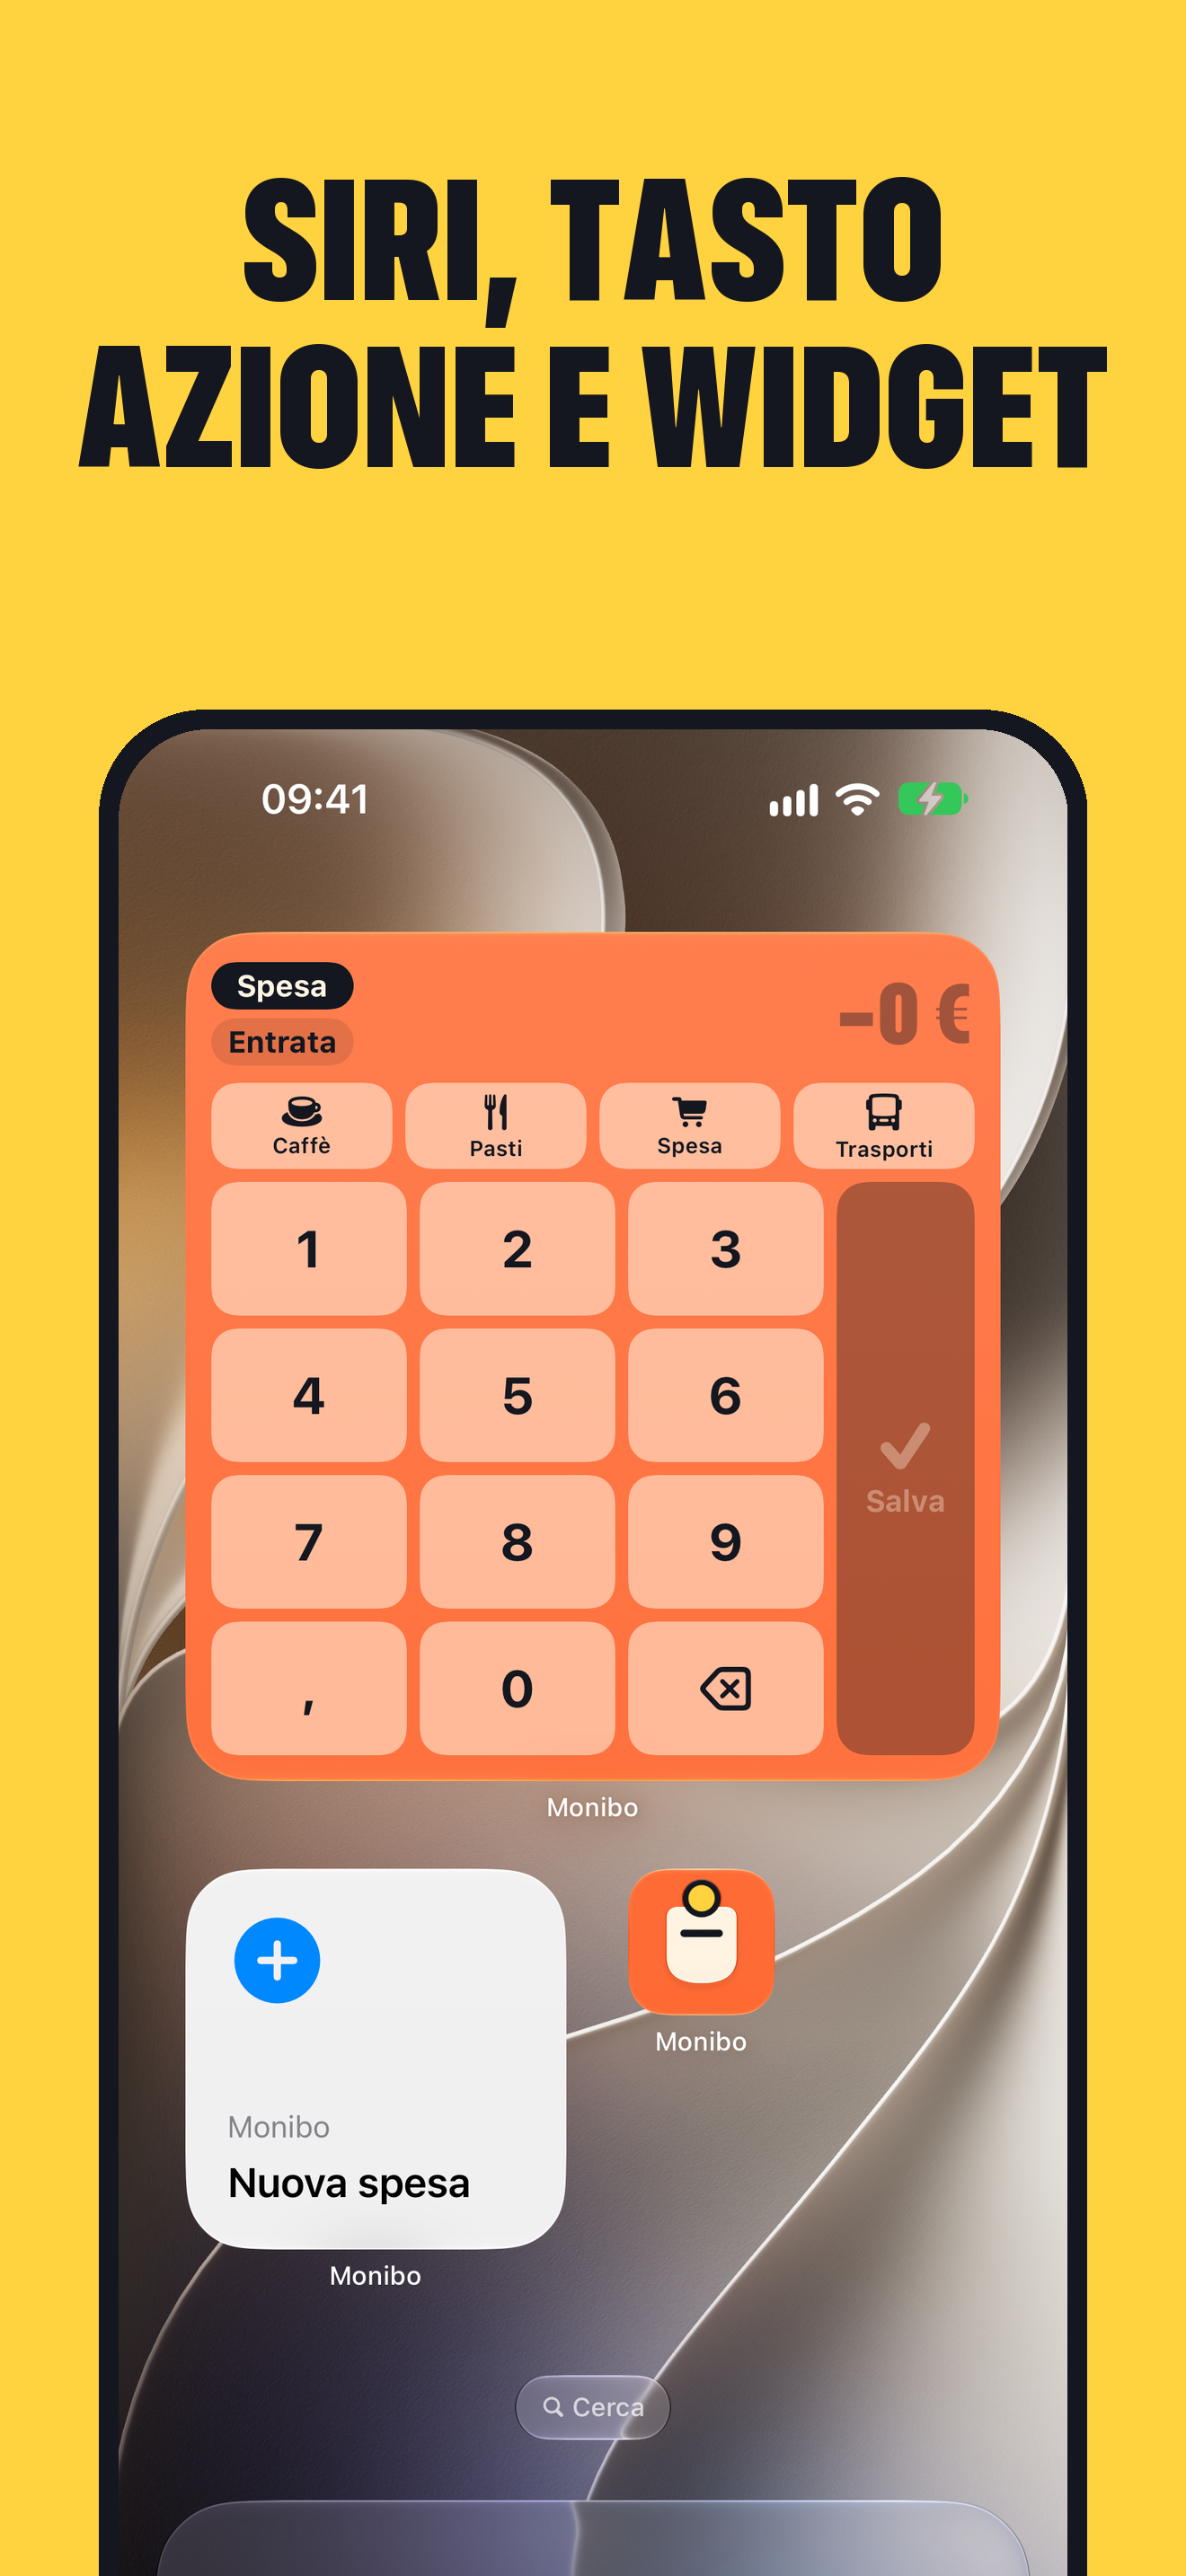 SIRI, TASTO
AZIONE E WIDGET
09:41
Spesa
Entrata
−0 €
Caffè
Pasti
Spesa
Trasporti
1
2
3
4
5
6
Salva
7
8
9
,
0
Monibo
Monibo
Monibo
Nuova spesa
Monibo
Cerca